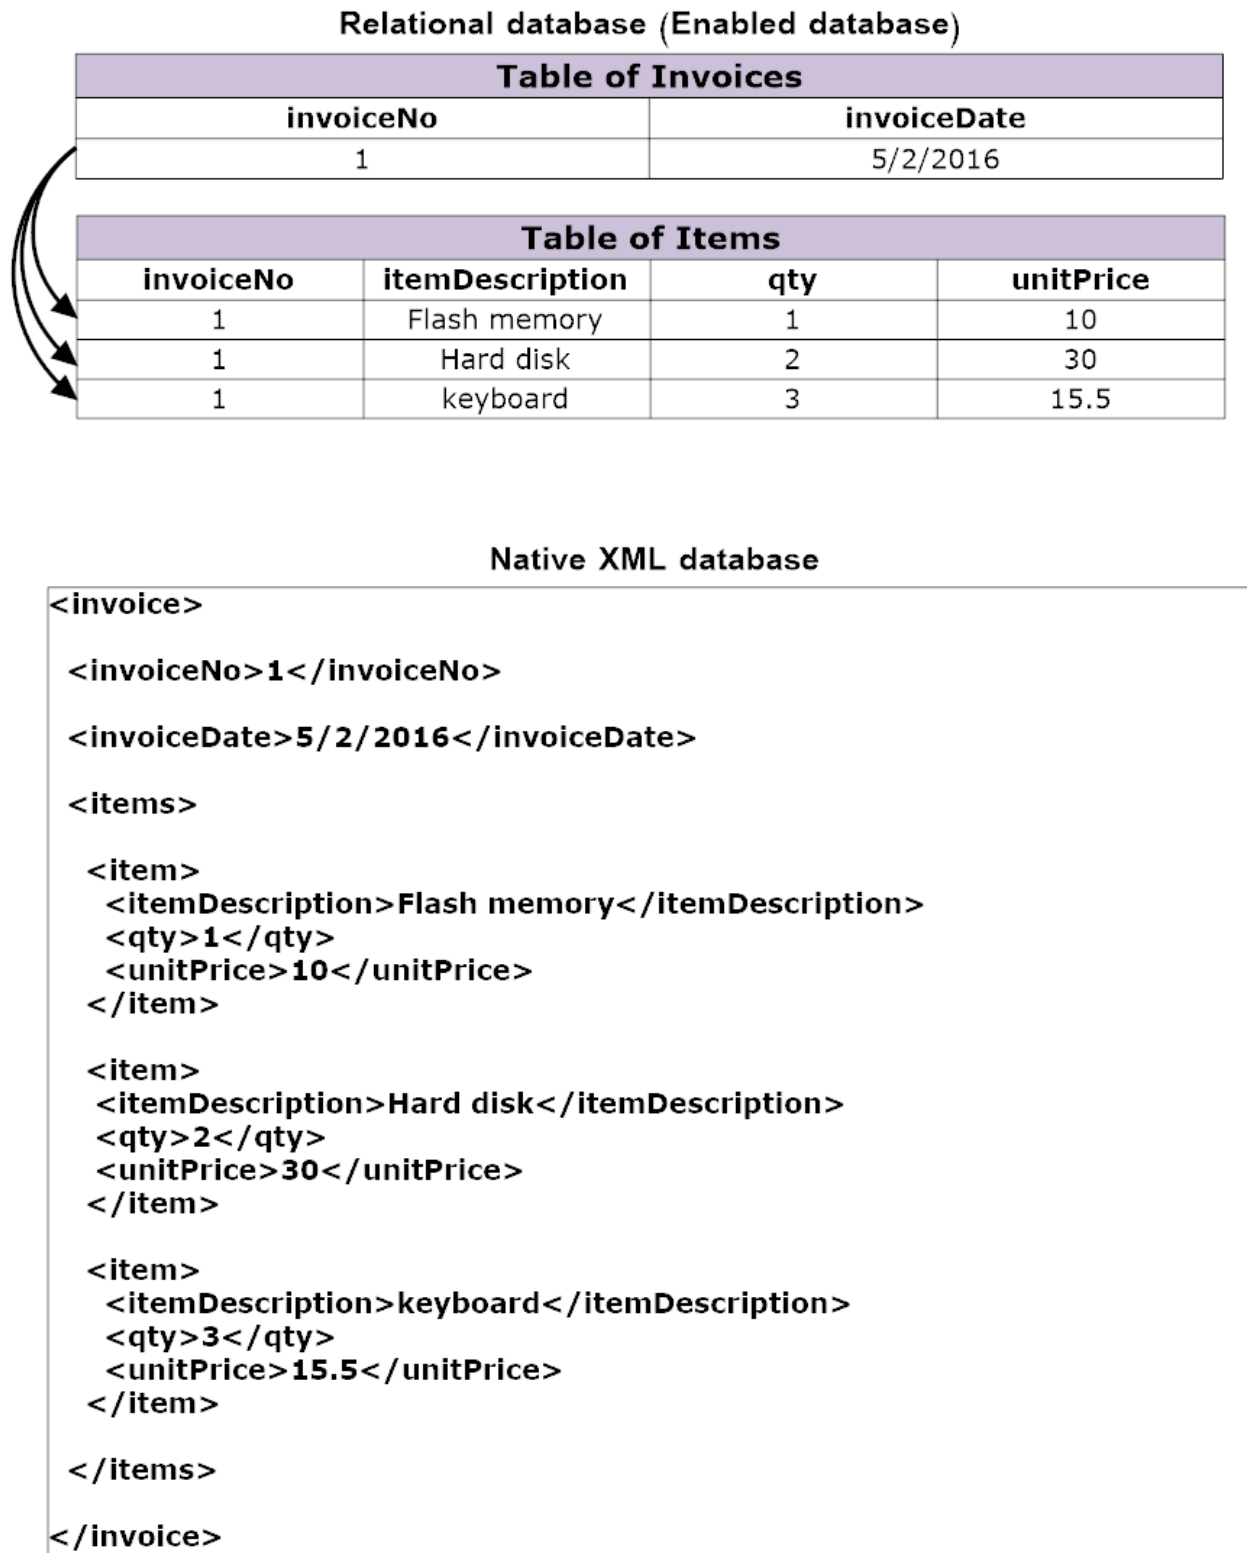 Relational database (Enabled database)
Table of Invoices
invoiceNo invoiceDate
1 5/2/2016
Table of Items
invoiceNo itemDescription qty unitPrice
1 Flash memory 1 10
1 Hard disk 2 30
1 keyboard 3 15.5
Native XML database
<invoice>
<invoiceNo>1</invoiceNo>
<invoiceDate>5/2/2016</invoiceDate>
<items>
<item>
<itemDescription>Flash memory</itemDescription>
<qty>1</qty>
<unitPrice>10</unitPrice>
</item>
<item>
<itemDescription>Hard disk</itemDescription>
<qty>2</qty>
<unitPrice>30</unitPrice>
</item>
<item>
<itemDescription>keyboard</itemDescription>
<qty>3</qty>
<unitPrice>15.5</unitPrice>
</item>
</items>
</invoice>